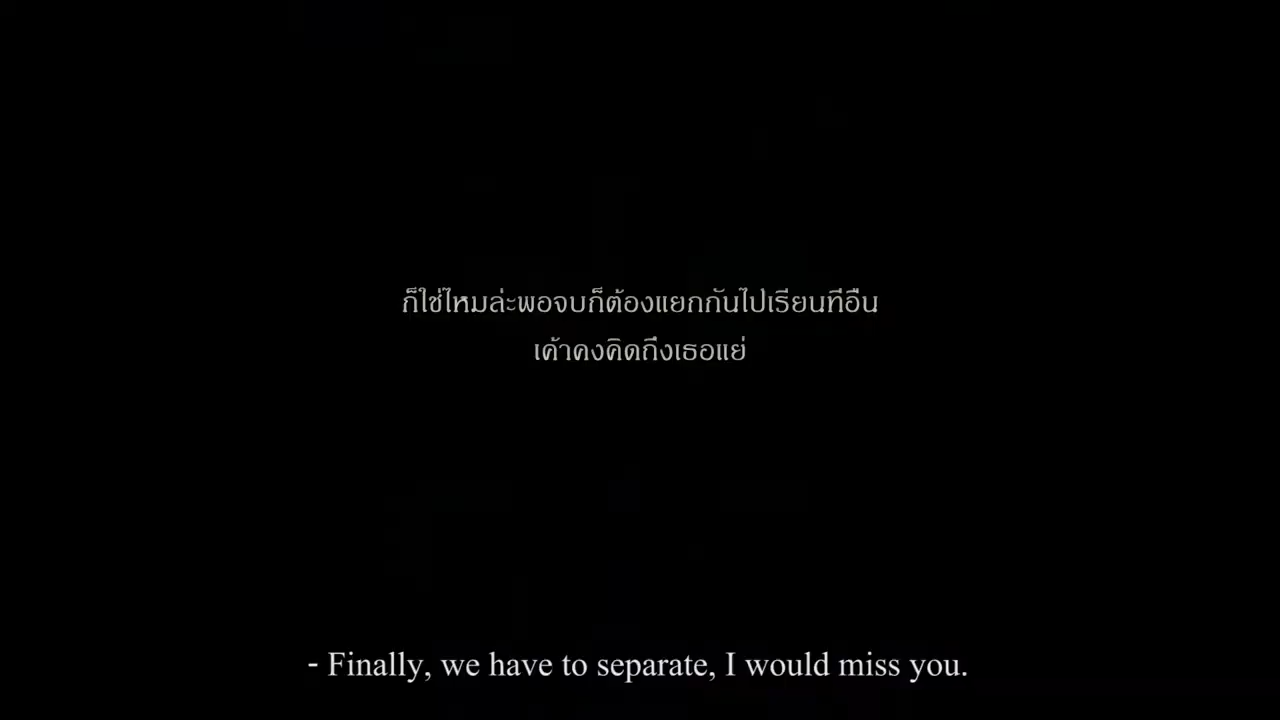 ก็ใช่ไหมล่ะพอจบก็ต้องแยกกันไปเรียนที่อื่น
เค้าคงคิดถึงเธอแย่
- Finally, we have to separate, I would miss you.